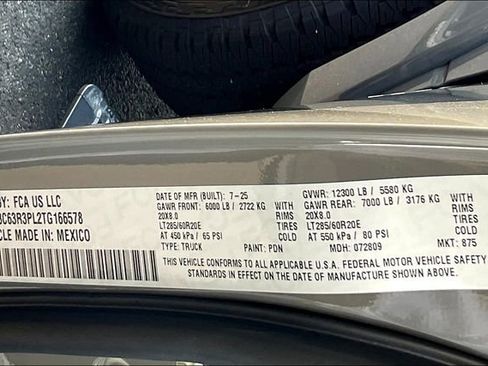 BY: FCA US LLC
DATE OF MFR (BUILT): 7-25
GVWR: 12300 LB / 5580 KG
GAWR FRONT: 6000 LB / 2722 KG WITH
GAWR REAR: 7000 LB / 3176 KG WITH
20X8.0 RIMS
20X8.0 RIMS
LT285/60R20E TIRES
LT285/60R20E TIRES
AT 450 kPa / 65 PSI COLD
AT 550 kPa / 80 PSI COLD
C63R3PL2TG166578
CLE MADE IN: MEXICO
TYPE: TRUCK PAINT: PDN MDH: 072809 MKT: 875
THIS VEHICLE CONFORMS TO ALL APPLICABLE U.S.A. FEDERAL MOTOR VEHICLE SAFETY
STANDARDS IN EFFECT ON THE DATE OF MANUFACTURE SHOWN ABOVE.